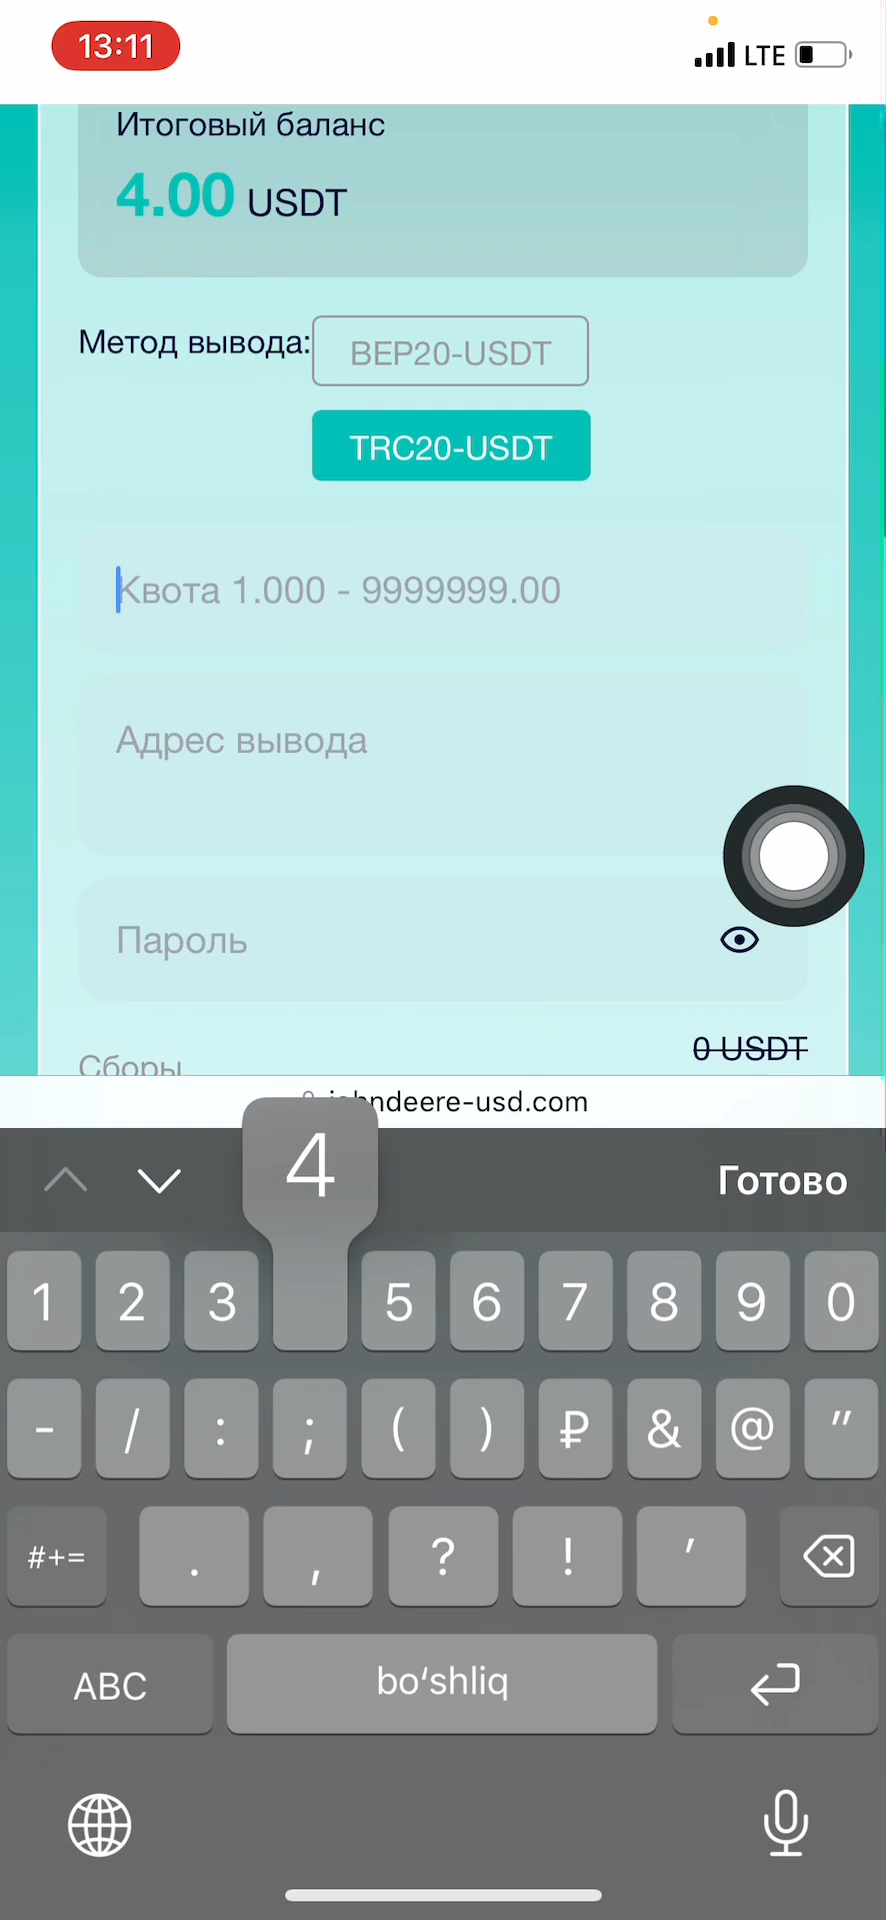 13:11
LTE
Итоговый баланс
4.00 USDT
Метод вывода:
BEP20-USDT
TRC20-USDT
Квота 1.000 - 9999999.00
Адрес вывода
Пароль
0 USDT
Сборы
johndeere-usd.com
4
Готово
1 2 3 5 6 7 8 9 0
- / : ; ( ) ₽ & @ "
#+= . , ? ! '
ABC
bo‘shliq